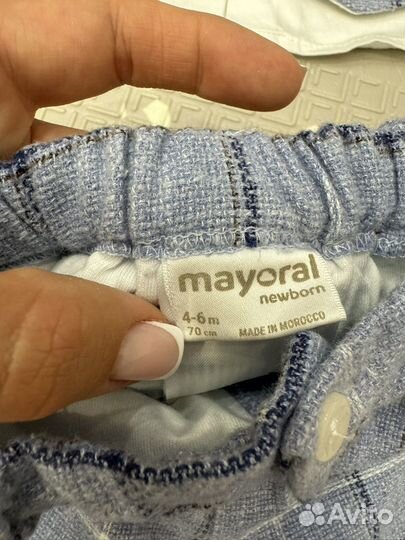 mayoral
newborn
4-6 m
70 cm MADE IN MOROCCO
Avito